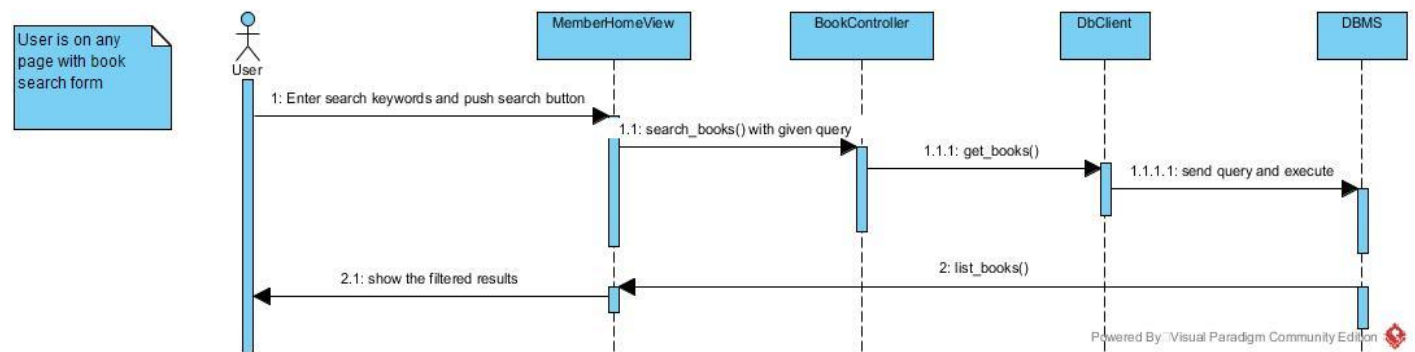 User is on any
page with book
search form
User
MemberHomeView
BookController
DbClient
DBMS
1: Enter search keywords and push search button
1.1: search_books() with given query
1.1.1: get_books()
1.1.1.1: send query and execute
2: list_books()
2.1: show the filtered results
Powered By Visual Paradigm Community Edition